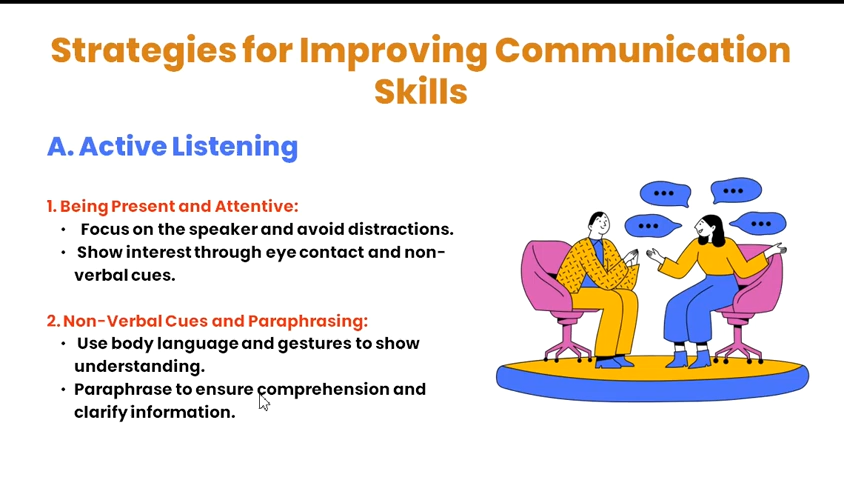 Strategies for Improving Communication
Skills
A. Active Listening
1. Being Present and Attentive:
• Focus on the speaker and avoid distractions.
• Show interest through eye contact and non-
verbal cues.
2. Non-Verbal Cues and Paraphrasing:
• Use body language and gestures to show
understanding.
• Paraphrase to ensure comprehension and
clarify information.